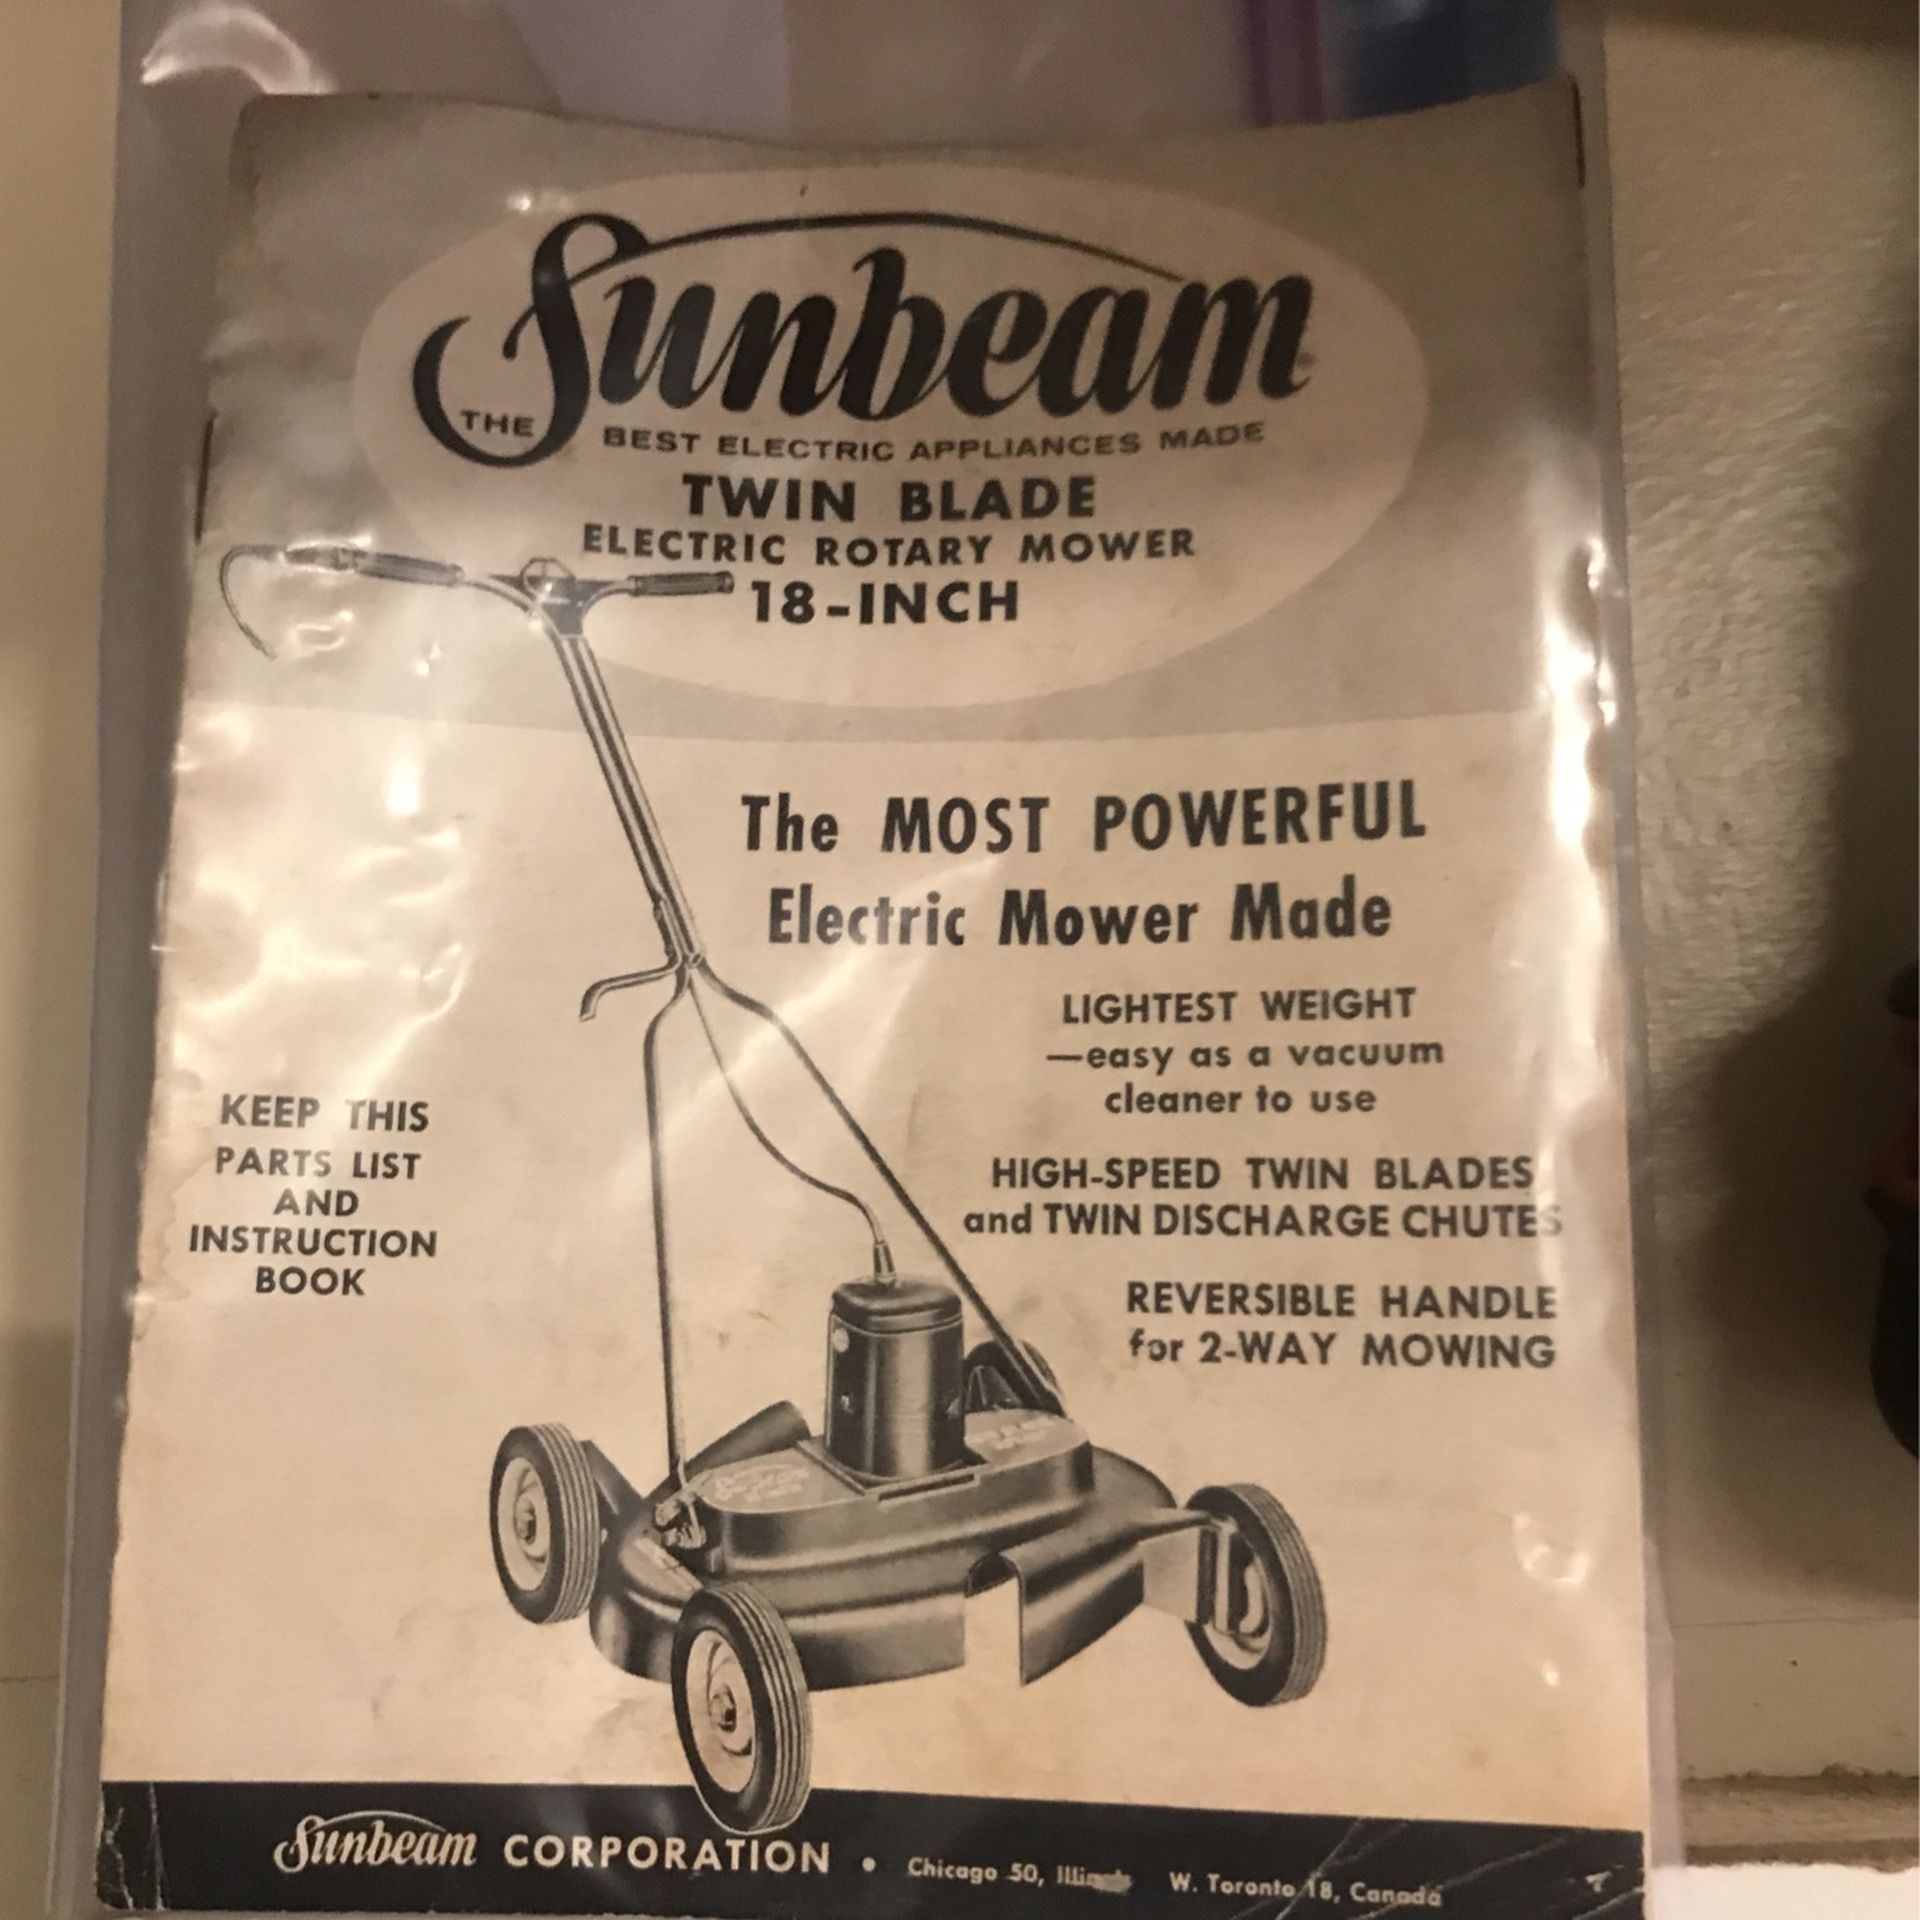 Sunbeam
THE BEST ELECTRIC APPLIANCES MADE
TWIN BLADE
ELECTRIC ROTARY MOWER
18-INCH
The MOST POWERFUL
Electric Mower Made
LIGHTEST WEIGHT
—easy as a vacuum
cleaner to use
HIGH-SPEED TWIN BLADES
and TWIN DISCHARGE CHUTES
REVERSIBLE HANDLE
for 2-WAY MOWING
KEEP THIS
PARTS LIST
AND
INSTRUCTION
BOOK
Sunbeam CORPORATION • Chicago 50, Illinois W. Toronto 18, Canada